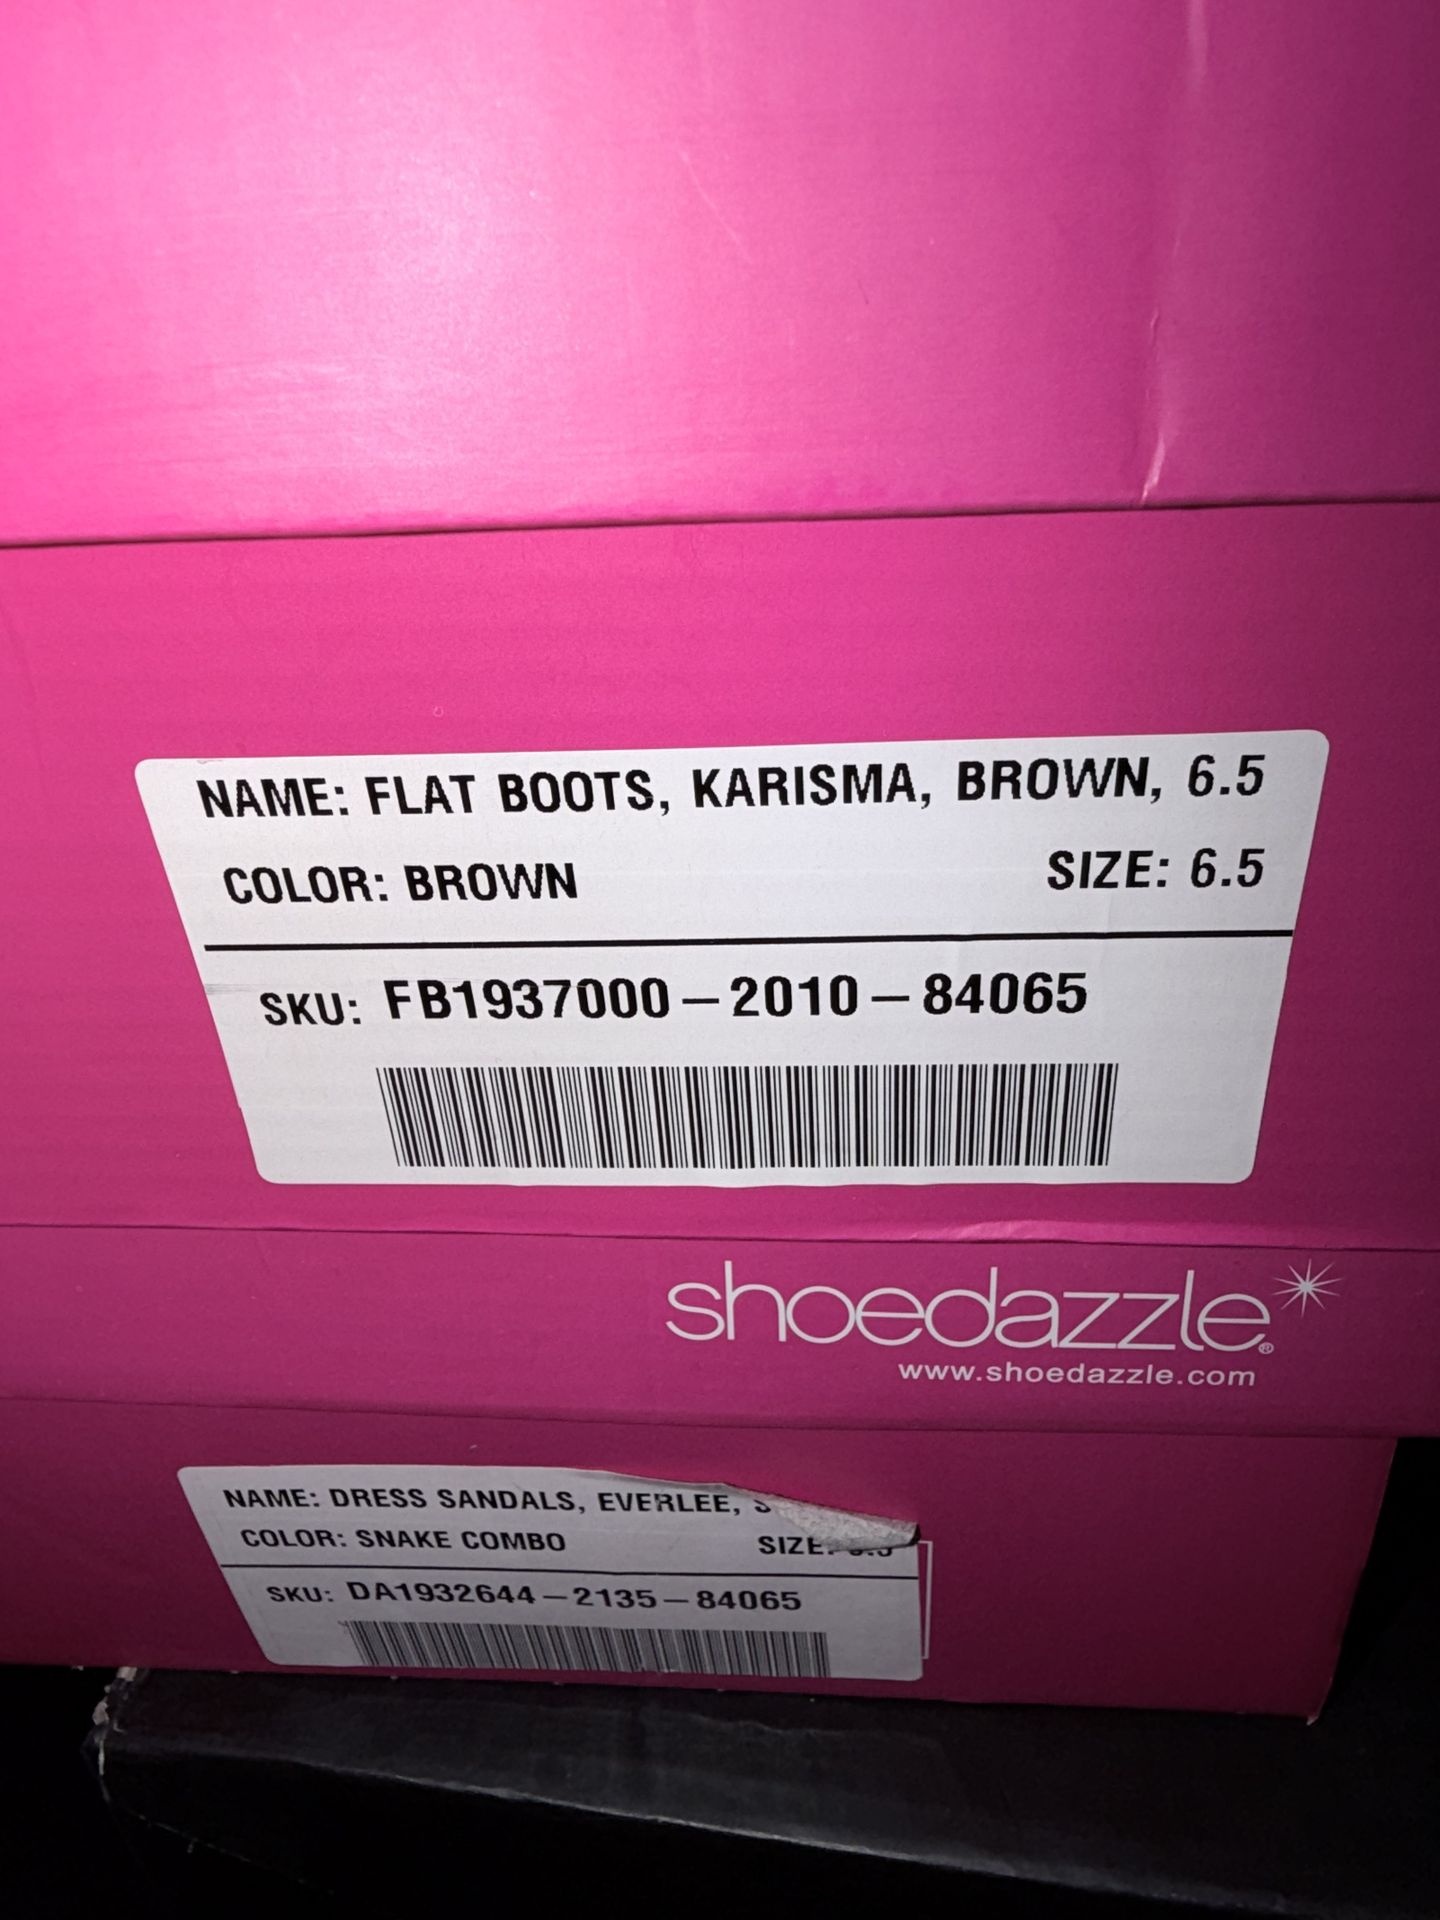 NAME: FLAT BOOTS, KARISMA, BROWN, 6.5
COLOR: BROWN SIZE: 6.5
SKU: FB1937000-2010-84065
shoedazzle®
www.shoedazzle.com
NAME: DRESS SANDALS, EVERLEE,
COLOR: SNAKE COMBO SIZE:
SKU: DA1932644-2135-84065